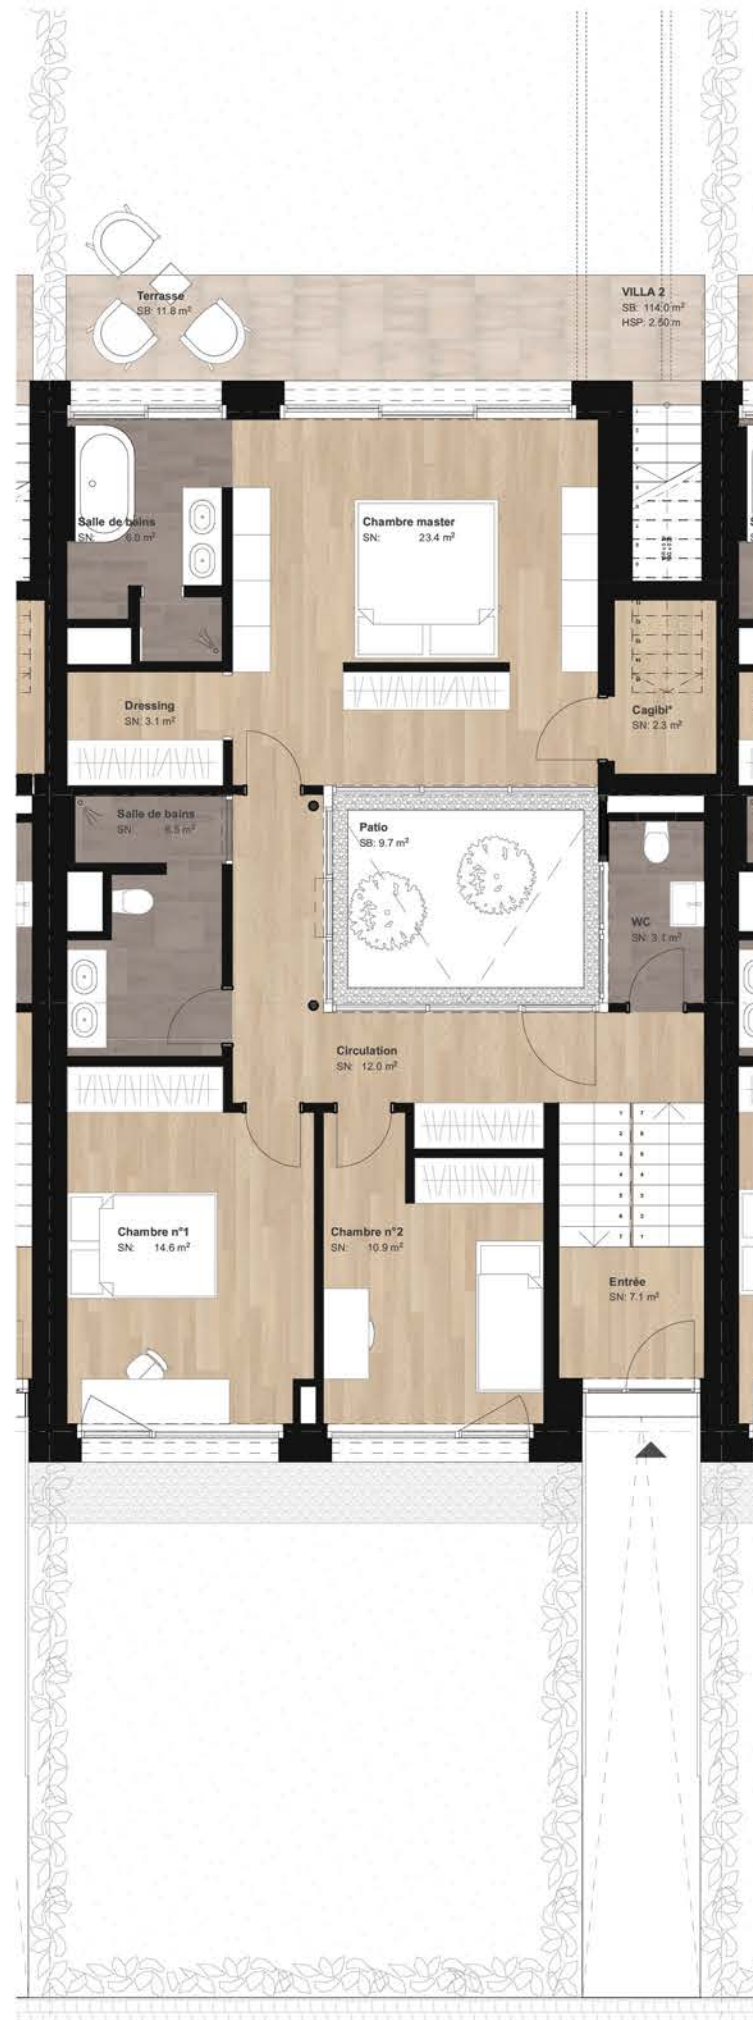 Terrasse
SB: 11.8 m²
VILLA 2
SB: 114.0 m²
HSP: 2.50 m
Salle de bains
SN: 6.0 m²
Chambre master
SN: 23.4 m²
Dressing
SN: 3.1 m²
Cagibi*
SN: 2.3 m²
Salle de bains
SN: 6.5 m²
Patio
SB: 9.7 m²
WC
SN: 3.1 m²
Circulation
SN: 12.0 m²
Chambre n°1
SN: 14.6 m²
Chambre n°2
SN: 10.9 m²
Entrée
SN: 7.1 m²